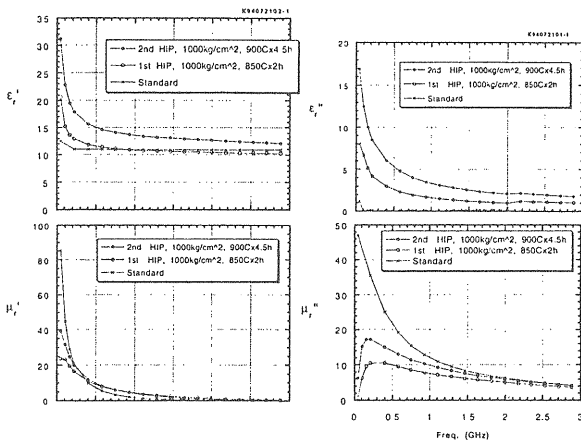 K94072102-1
35
30
25
20
15
10
5
0
εr'
2nd HIP, 1000kg/cm^2, 900Cx4.5h
1st HIP, 1000kg/cm^2, 850Cx2h
Standard
K94072101-1
20
15
10
5
0
εr"
2nd HIP, 1000kg/cm^2, 900Cx4.5h
1st HIP, 1000kg/cm^2, 850Cx2h
Standard
100
80
60
40
20
0
μr'
2nd HIP, 1000kg/cm^2, 900Cx4.5h
1st HIP, 1000kg/cm^2, 850Cx2h
Standard
50
40
30
20
10
0
μr"
2nd HIP, 1000kg/cm^2, 900Cx4.5h
1st HIP, 1000kg/cm^2, 850Cx2h
Standard
0 0.5 1 1.5 2 2.5 3
Freq. (GHz)